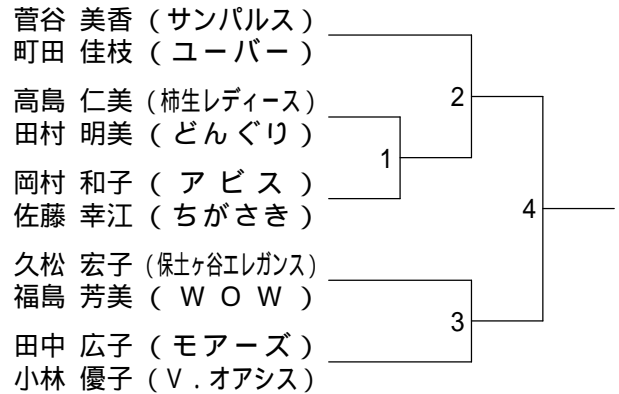 菅谷 美香 (サンパルス)
町田 佳枝 (ユーバー)
高島 仁美 (柿生レディース)
田村 明美 (どんぐり)
岡村 和子 (アビス)
佐藤 幸江 (ちがさき)
久松 宏子 (保土ヶ谷エレガンス)
福島 芳美 (WOW)
田中 広子 (モアーズ)
小林 優子 (V.オアシス)
1
2
3
4